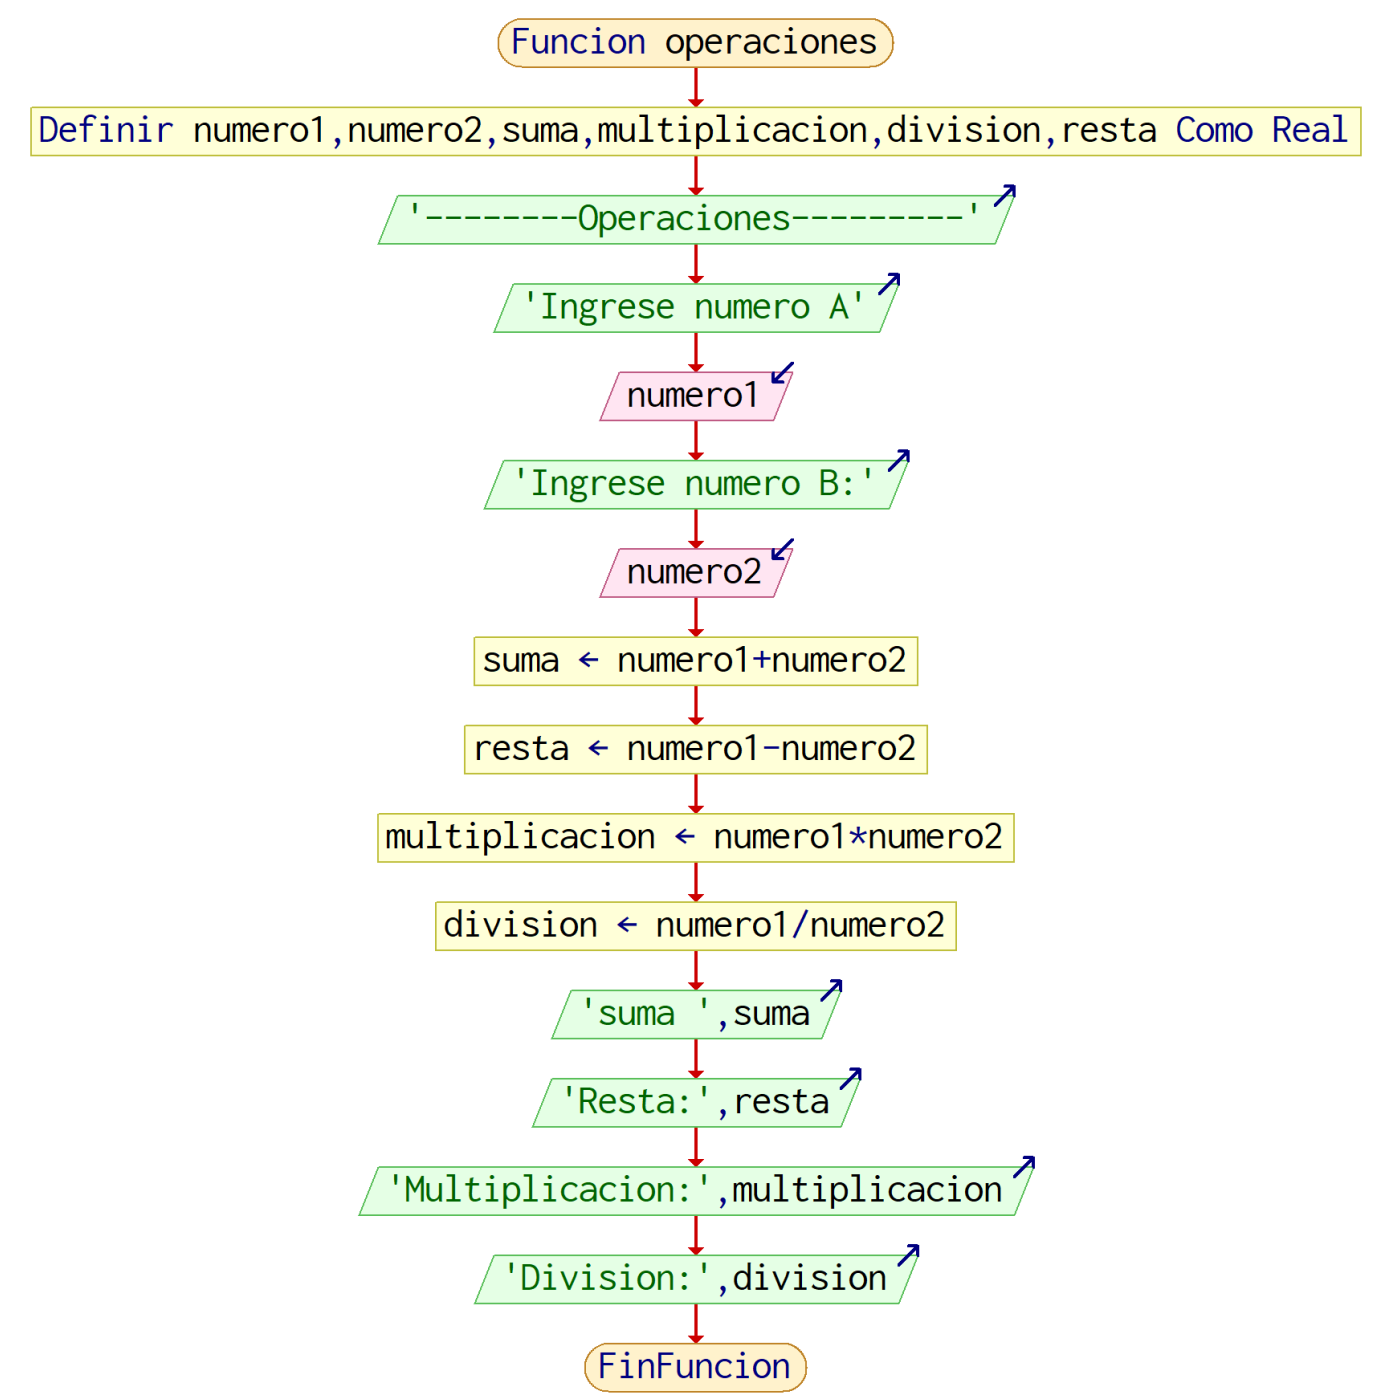 Funcion operaciones
Definir numero1,numero2,suma,multiplicacion,division,resta Como Real
'--------Operaciones---------'
'Ingrese numero A'
numero1
'Ingrese numero B:'
numero2
suma ← numero1+numero2
resta ← numero1-numero2
multiplicacion ← numero1*numero2
division ← numero1/numero2
'suma ',suma
'Resta:',resta
'Multiplicacion:',multiplicacion
'Division:',division
FinFuncion